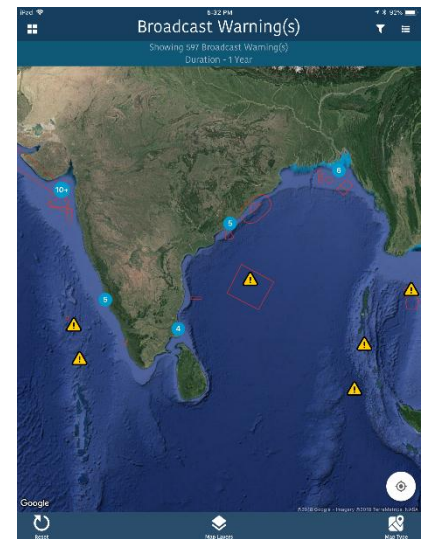 iPad 5:32 PM 92%
Broadcast Warning(s)
Showing 597 Broadcast Warning(s)
Duration - 1 Year
6
10+
5
5
4
Google
Reset Map Layers Map Type